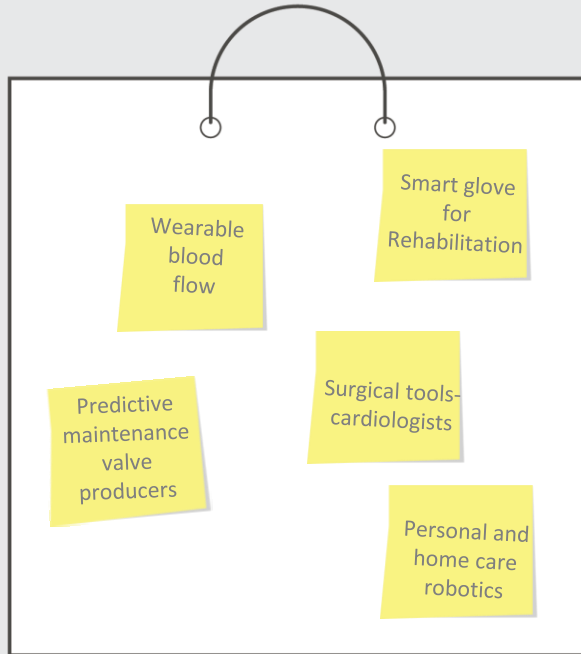 Smart glove
for
Rehabilitation
Wearable
blood
flow
Surgical tools-
cardiologists
Predictive
maintenance
valve
producers
Personal and
home care
robotics